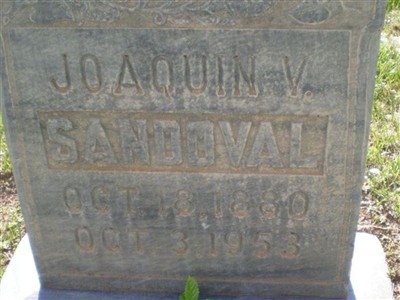 JOAQUIN V.
SANDOVAL
OCT. 18, 1880
OCT. 3, 1953